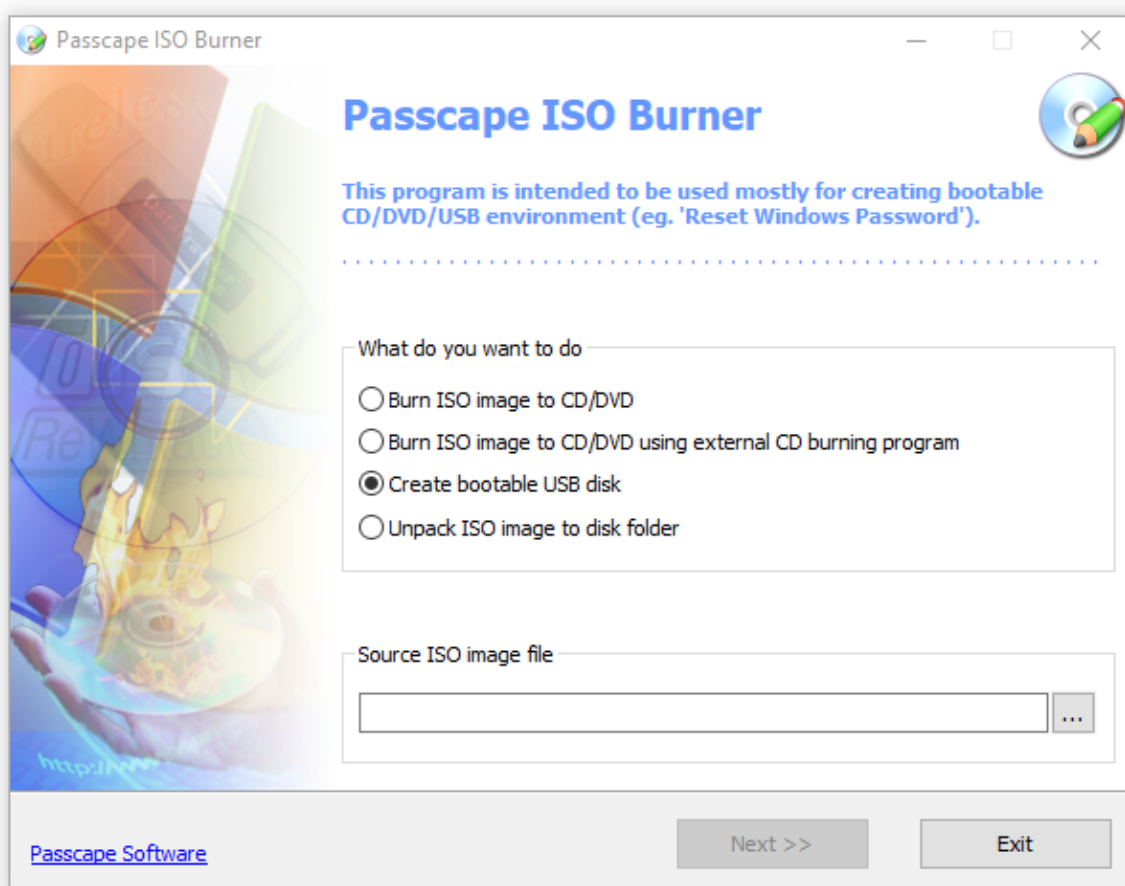 Passcape ISO Burner
Passcape ISO Burner
This program is intended to be used mostly for creating bootable
CD/DVD/USB environment (eg. 'Reset Windows Password').
What do you want to do
Burn ISO image to CD/DVD
Burn ISO image to CD/DVD using external CD burning program
Create bootable USB disk
Unpack ISO image to disk folder
Source ISO image file
...
http://
Passcape Software
Next >>
Exit